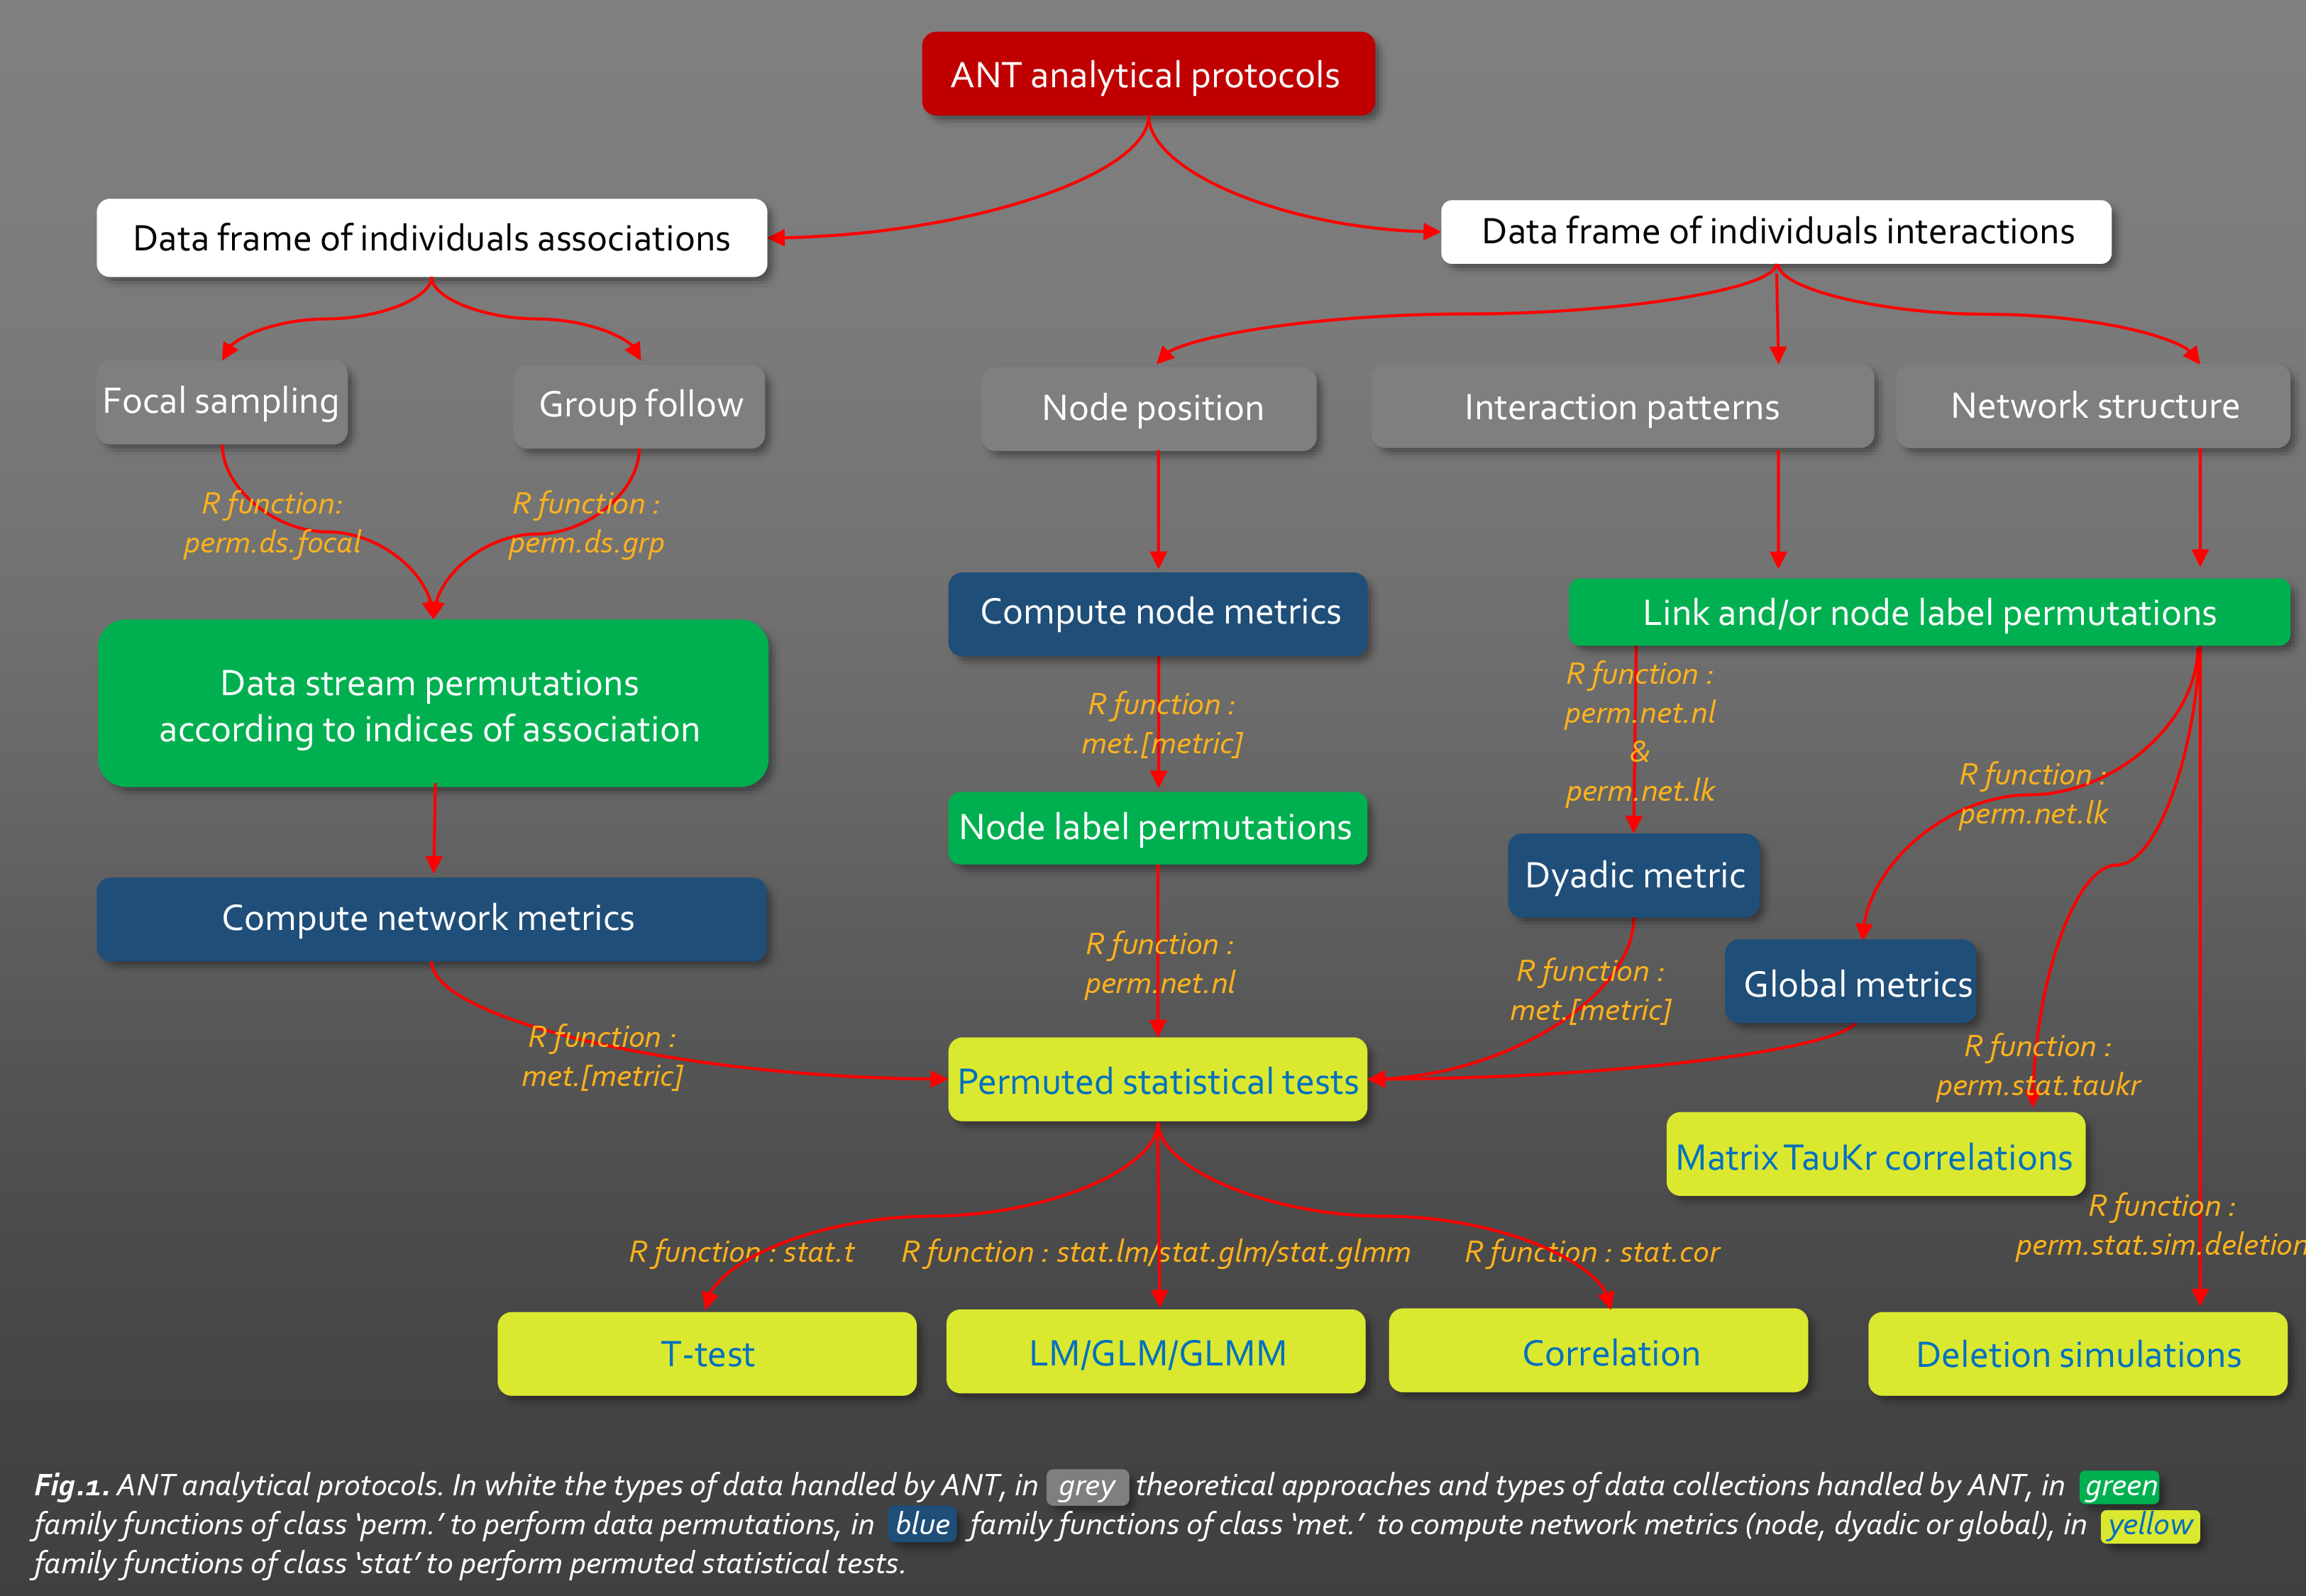 ANT analytical protocols
Data frame of individuals associations
Data frame of individuals interactions
Focal sampling
Group follow
Node position
Interaction patterns
Network structure
R function:
perm.ds.focal
R function :
perm.ds.grp
Data stream permutations
according to indices of association
Compute node metrics
Link and/or node label permutations
R function :
met.[metric]
R function :
perm.net.nl
&
perm.net.lk
R function :
perm.net.lk
Node label permutations
Dyadic metric
Compute network metrics
Global metrics
R function :
perm.net.nl
R function :
met.[metric]
R function :
met.[metric]
R function :
perm.stat.taukr
Permuted statistical tests
Matrix TauKr correlations
R function :
perm.stat.sim.deletion
R function : stat.t
R function : stat.lm/stat.glm/stat.glmm
R function : stat.cor
T-test
LM/GLM/GLMM
Correlation
Deletion simulations
Fig.1. ANT analytical protocols. In white the types of data handled by ANT, in grey theoretical approaches and types of data collections handled by ANT, in green
family functions of class ‘perm.’ to perform data permutations, in blue family functions of class ‘met.’ to compute network metrics (node, dyadic or global), in yellow
family functions of class ‘stat’ to perform permuted statistical tests.